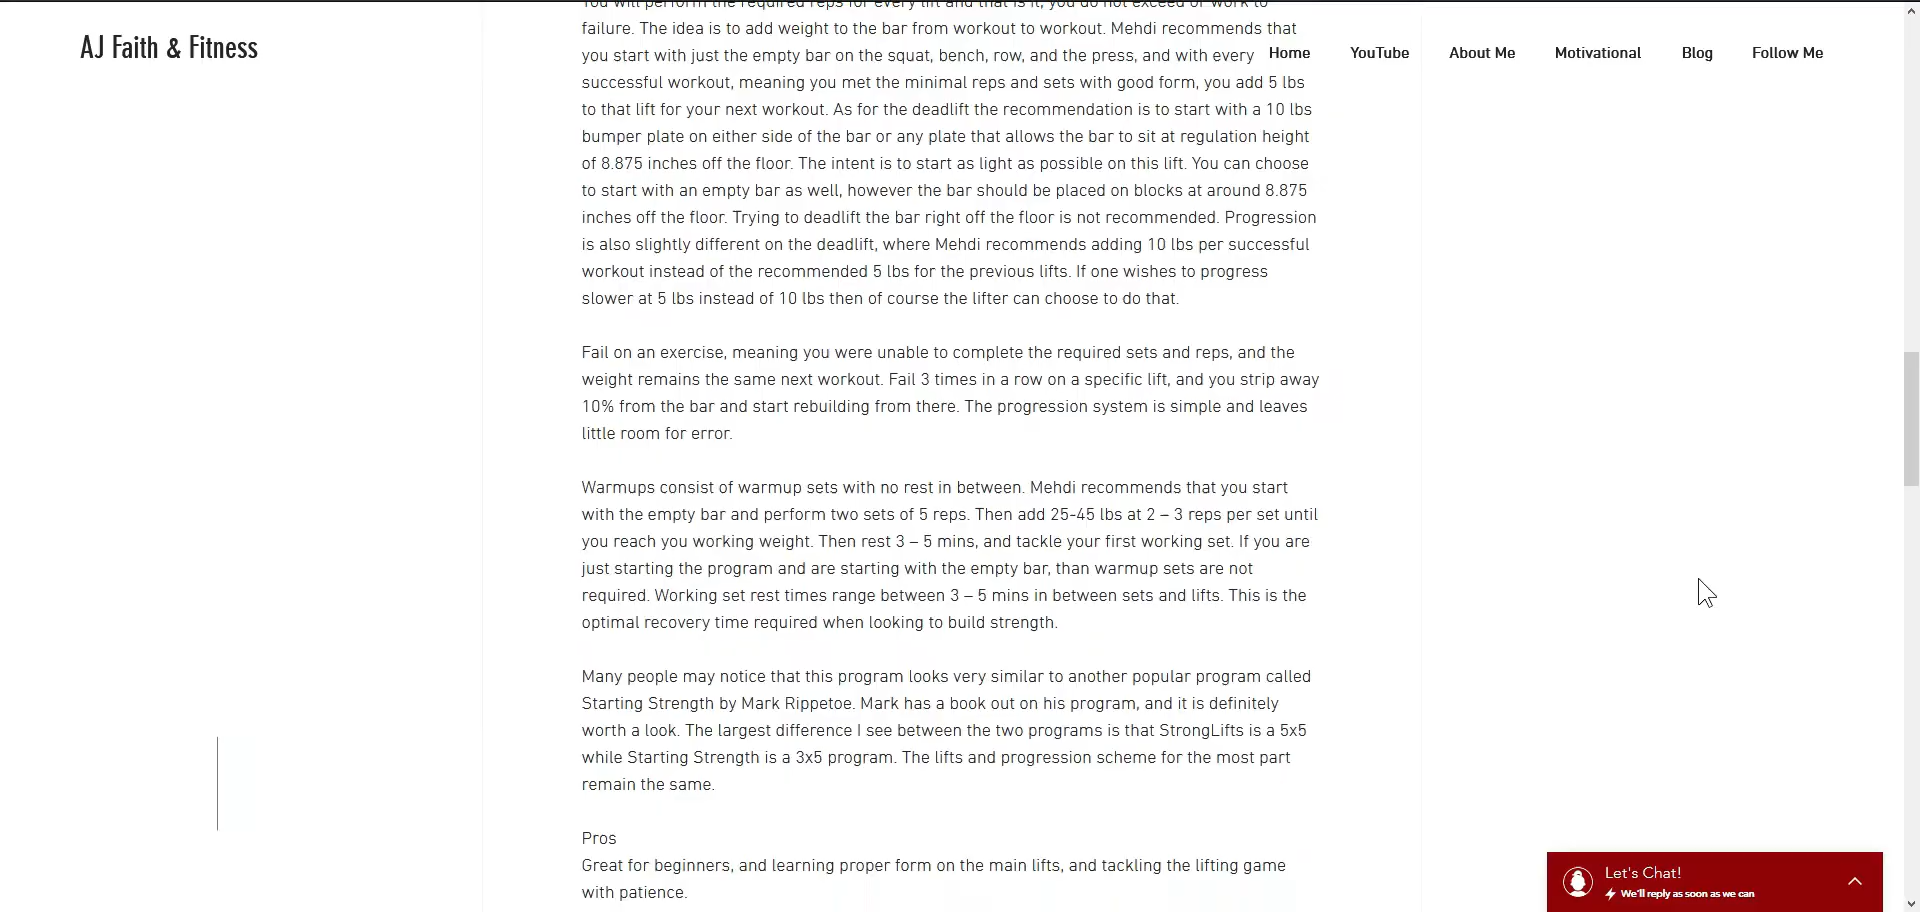 You will perform the required reps for every lift and that is it, you do not exceed or work to
failure. The idea is to add weight to the bar from workout to workout. Mehdi recommends that
AJ Faith & Fitness
you start with just the empty bar on the squat, bench, row, and the press, and with every
Home YouTube About Me Motivational Blog Follow Me
successful workout, meaning you met the minimal reps and sets with good form, you add 5 lbs
to that lift for your next workout. As for the deadlift the recommendation is to start with a 10 lbs
bumper plate on either side of the bar or any plate that allows the bar to sit at regulation height
of 8.875 inches off the floor. The intent is to start as light as possible on this lift. You can choose
to start with an empty bar as well, however the bar should be placed on blocks at around 8.875
inches off the floor. Trying to deadlift the bar right off the floor is not recommended. Progression
is also slightly different on the deadlift, where Mehdi recommends adding 10 lbs per successful
workout instead of the recommended 5 lbs for the previous lifts. If one wishes to progress
slower at 5 lbs instead of 10 lbs then of course the lifter can choose to do that.
Fail on an exercise, meaning you were unable to complete the required sets and reps, and the
weight remains the same next workout. Fail 3 times in a row on a specific lift, and you strip away
10% from the bar and start rebuilding from there. The progression system is simple and leaves
little room for error.
Warmups consist of warmup sets with no rest in between. Mehdi recommends that you start
with the empty bar and perform two sets of 5 reps. Then add 25-45 lbs at 2 – 3 reps per set until
you reach you working weight. Then rest 3 – 5 mins, and tackle your first working set. If you are
just starting the program and are starting with the empty bar, than warmup sets are not
required. Working set rest times range between 3 – 5 mins in between sets and lifts. This is the
optimal recovery time required when looking to build strength.
Many people may notice that this program looks very similar to another popular program called
Starting Strength by Mark Rippetoe. Mark has a book out on his program, and it is definitely
worth a look. The largest difference I see between the two programs is that StrongLifts is a 5x5
while Starting Strength is a 3x5 program. The lifts and progression scheme for the most part
remain the same.
Pros
Great for beginners, and learning proper form on the main lifts, and tackling the lifting game
with patience.
Let's Chat!
We'll reply as soon as we can